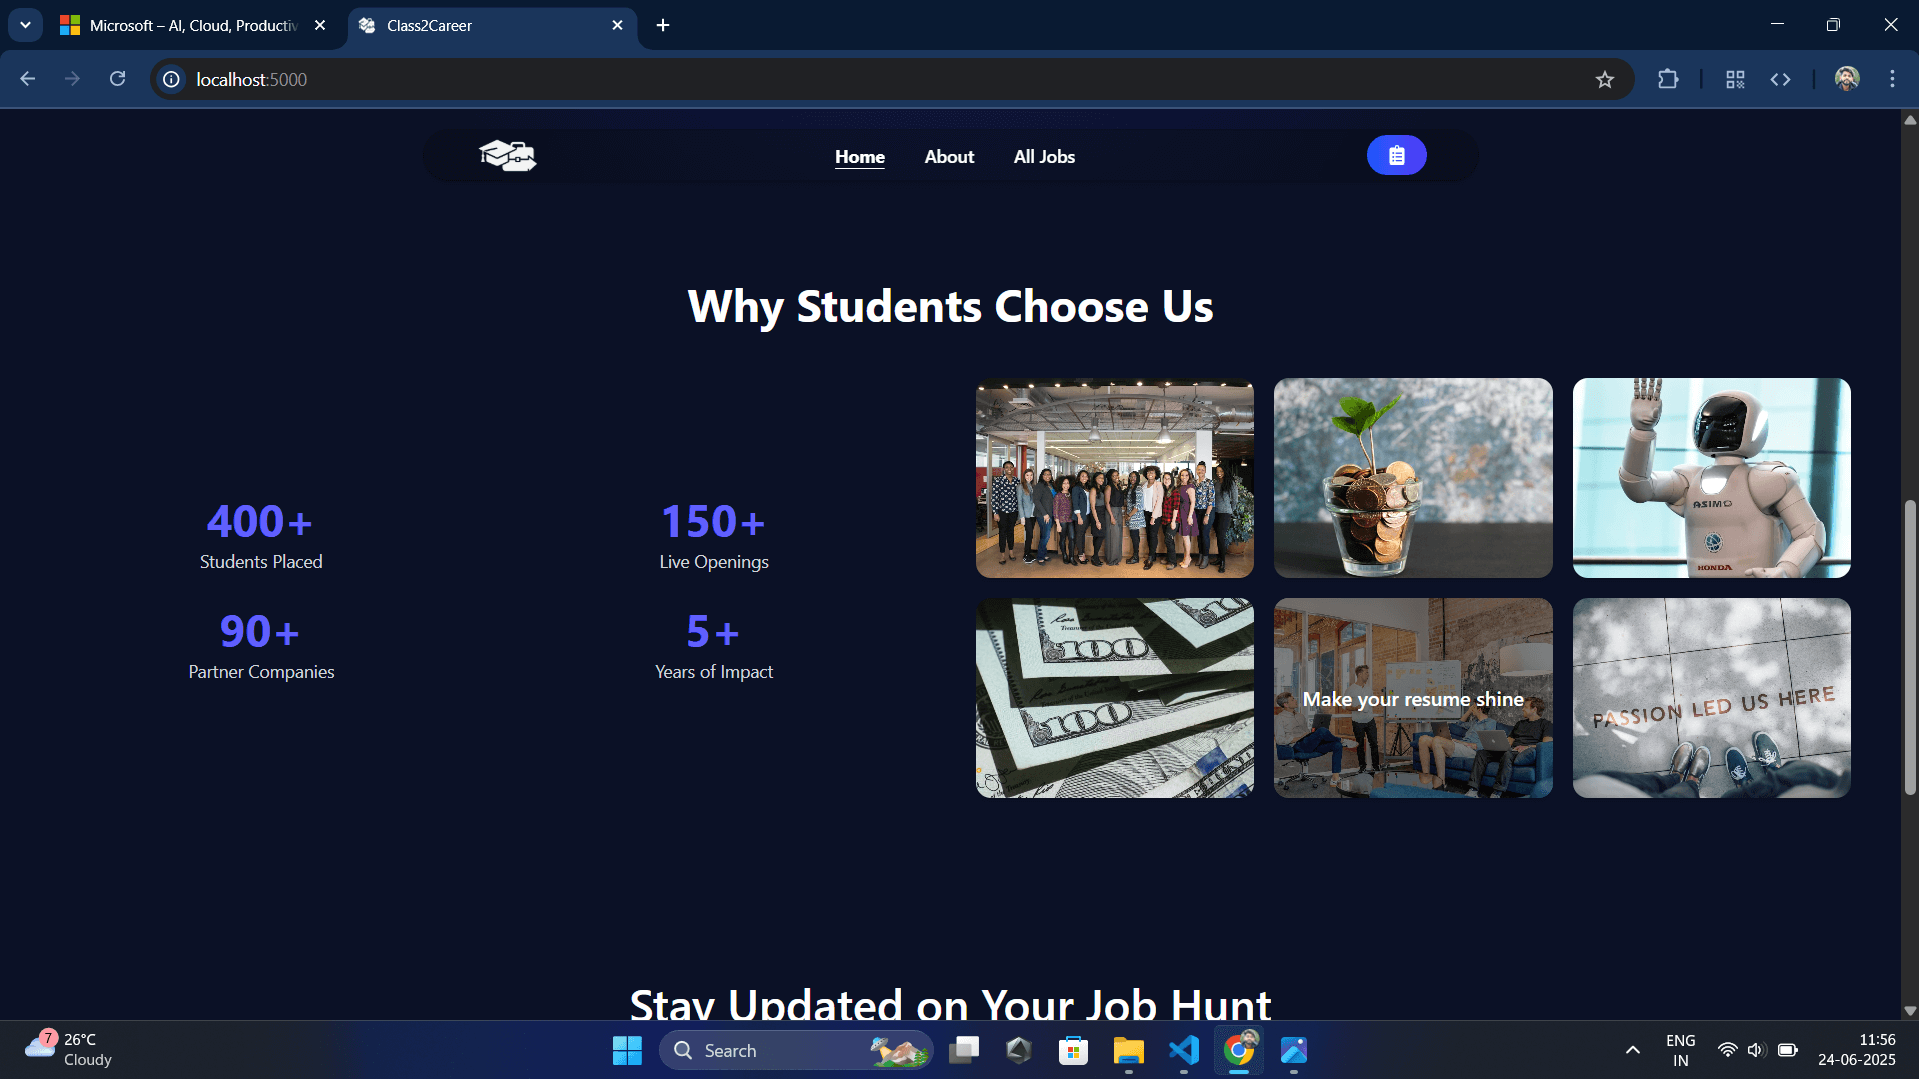 Microsoft – AI, Cloud, Productiv
Class2Career
localhost:5000
Home
About
All Jobs
Why Students Choose Us
400+
Students Placed
150+
Live Openings
90+
Partner Companies
5+
Years of Impact
ASIMO
HONDA
100
100
100
Make your resume shine
PASSION LED US HERE
Stay Updated on Your Job Hunt
7
26°C
Cloudy
Search
ENG
IN
11:56
24-06-2025